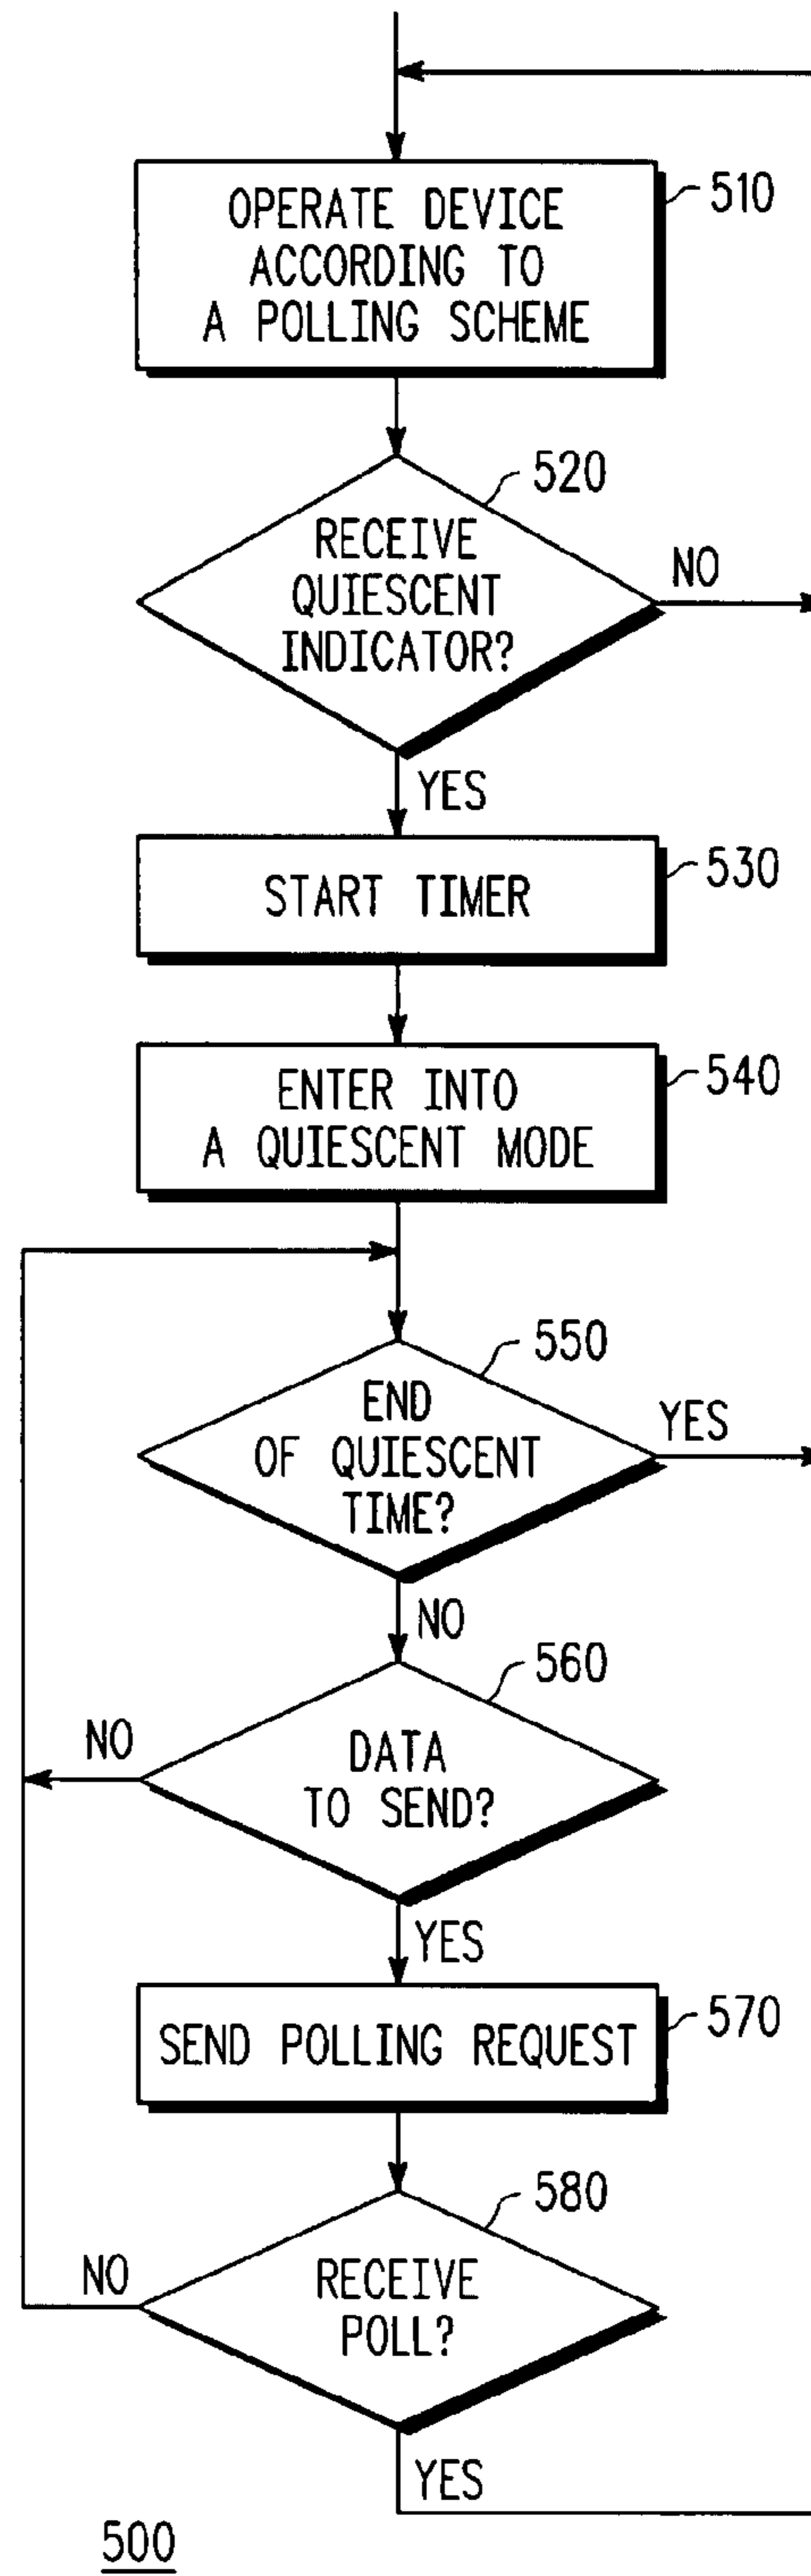 OPERATE DEVICE
ACCORDING TO
A POLLING SCHEME
510
520
RECEIVE
QUIESCENT
INDICATOR?
NO
YES
START TIMER
530
ENTER INTO
A QUIESCENT MODE
540
550
END
OF QUIESCENT
TIME?
YES
NO
560
DATA
TO SEND?
NO
YES
SEND POLLING REQUEST
570
580
RECEIVE
POLL?
NO
YES
500